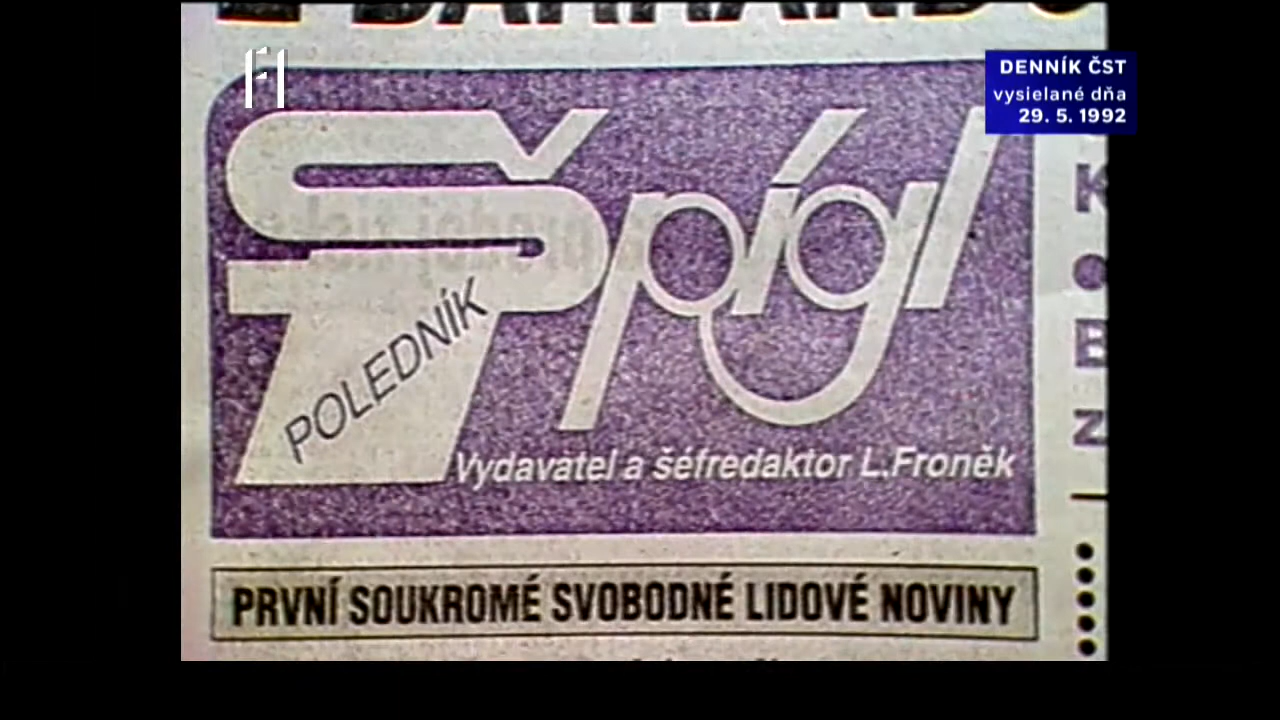 DENNÍK ČST
vysielané dňa
29. 5. 1992
Špígl
POLEDNÍK
Vydavatel a šéfredaktor L.Froněk
PRVNÍ SOUKROMÉ SVOBODNÉ LIDOVÉ NOVINY
K
B
Z